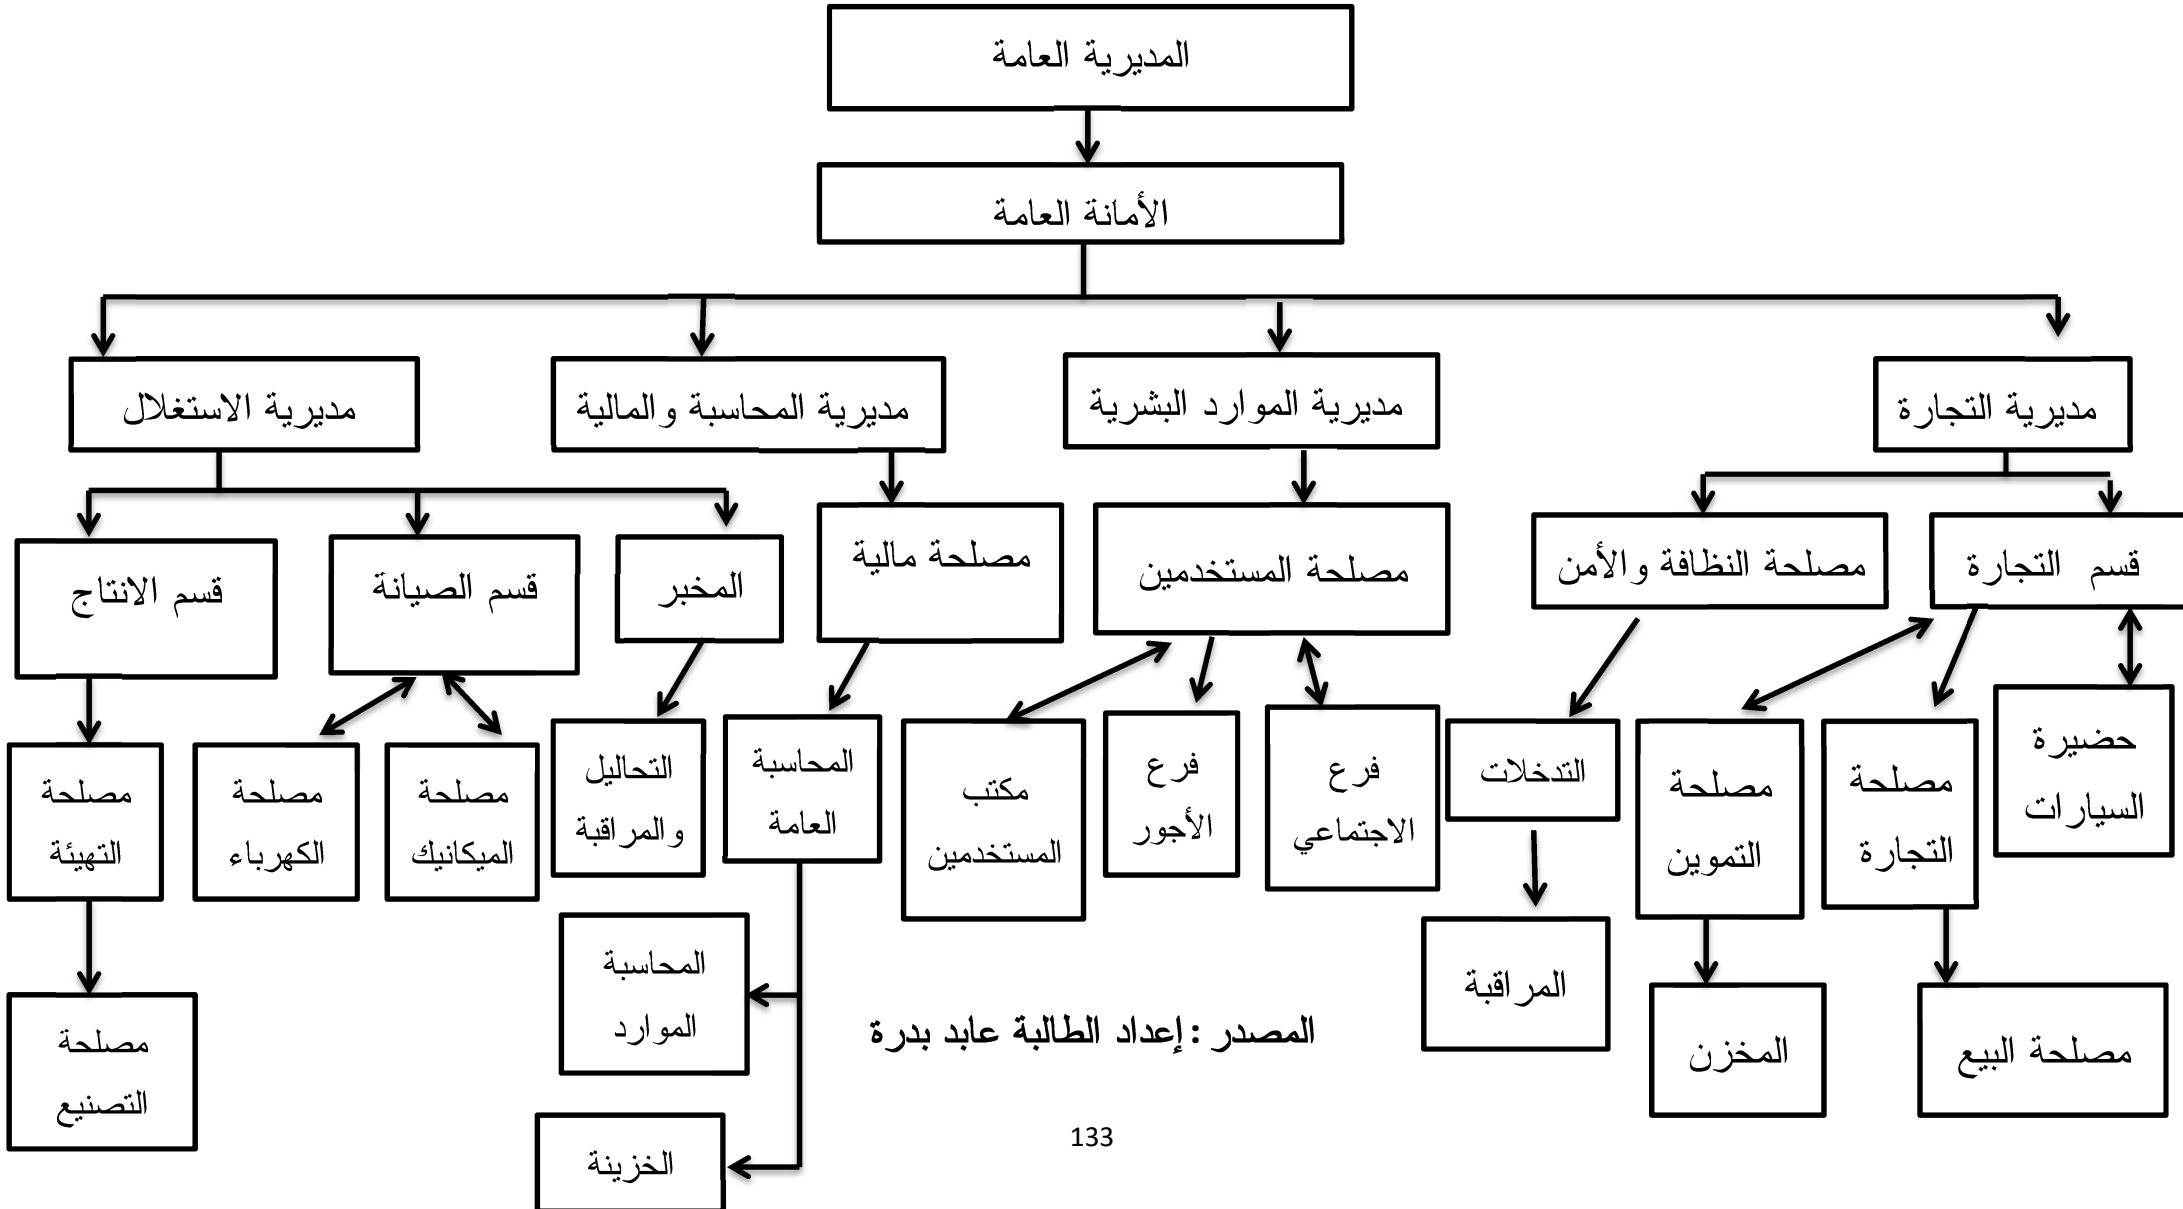 المديرية العامة
الأمانة العامة
مديرية التجارة
مديرية الموارد البشرية
مديرية المحاسبة والمالية
مديرية الاستغلال
قسم التجارة
مصلحة النظافة والأمن
مصلحة المستخدمين
مصلحة مالية
المخبر
قسم الصيانة
قسم الانتاج
حضيرة
السيارات
مصلحة
التجارة
مصلحة
التموين
التدخلات
فرع
الاجتماعي
فرع
الأجور
مكتب
المستخدمين
المحاسبة
العامة
التحاليل
والمراقبة
مصلحة
الميكانيك
مصلحة
الكهرباء
مصلحة
التهيئة
مصلحة البيع
المخزن
المراقبة
المحاسبة
الموارد
مصلحة
التصنيع
المصدر :إعداد الطالبة عابد بدرة
الخزينة
133